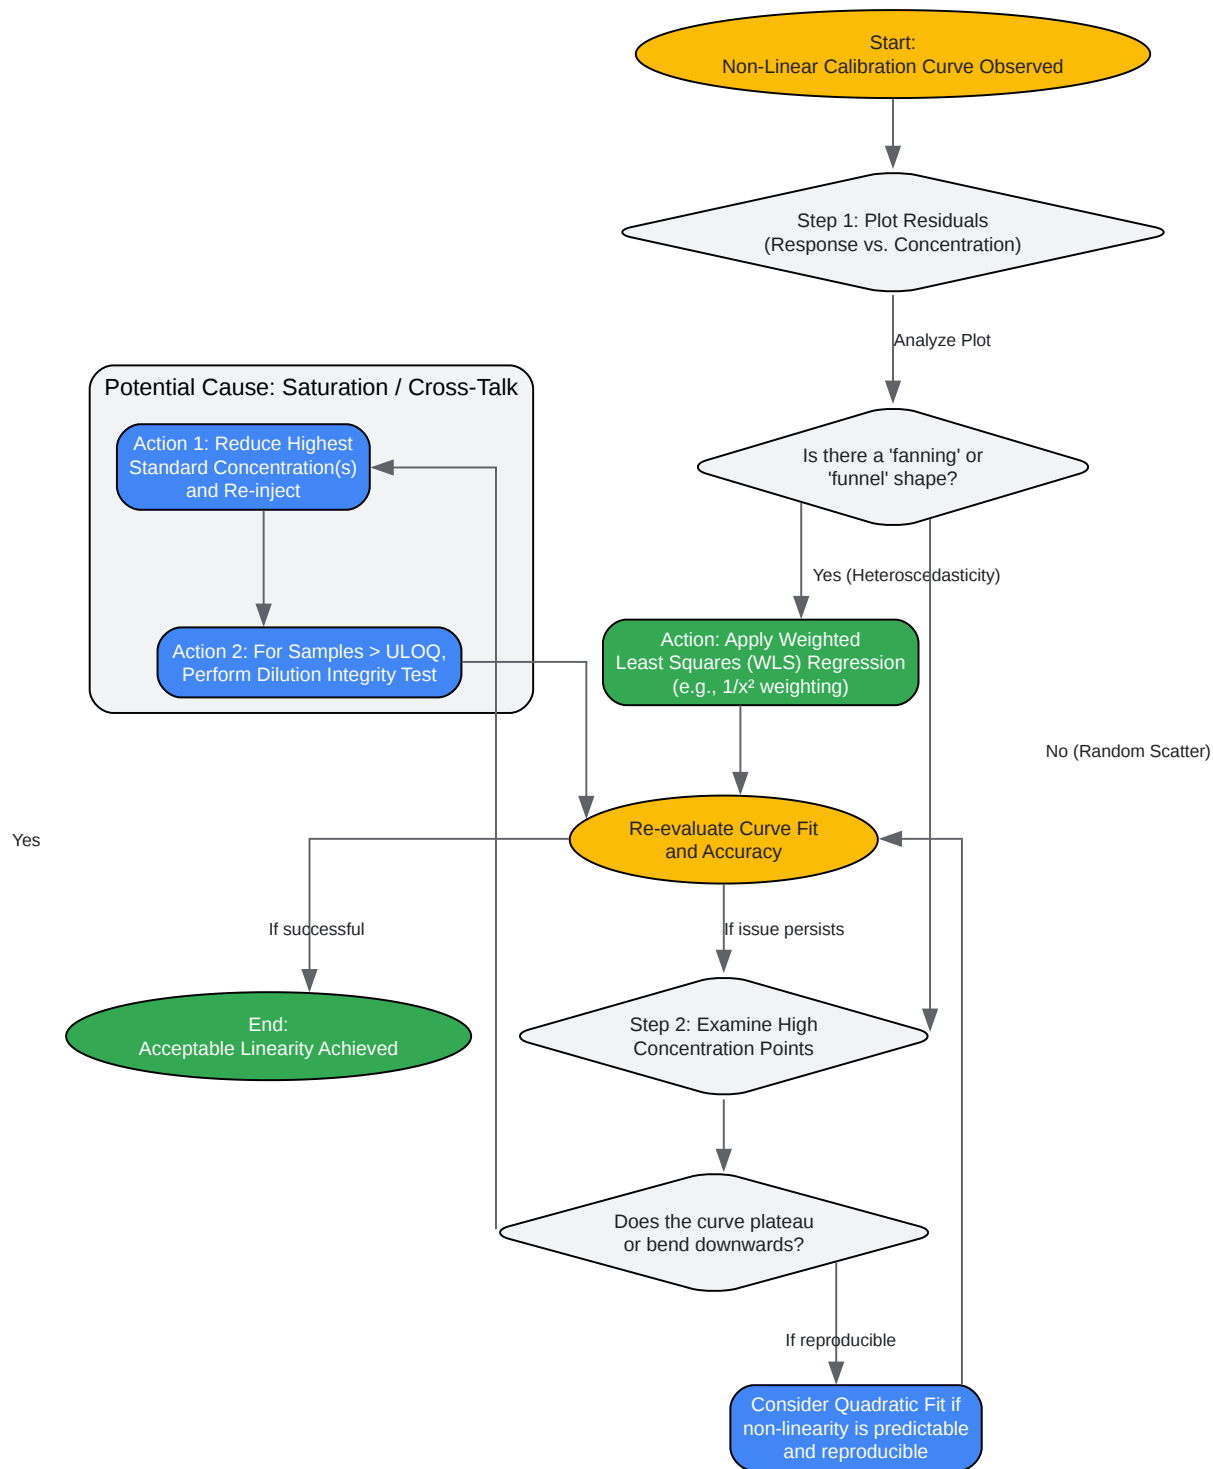 Start:
Non-Linear Calibration Curve Observed
Step 1: Plot Residuals
(Response vs. Concentration)
Analyze Plot
Potential Cause: Saturation / Cross-Talk
Action 1: Reduce Highest
Standard Concentration(s)
and Re-inject
Is there a 'fanning' or
'funnel' shape?
Yes (Heteroscedasticity)
Action 2: For Samples > ULOQ,
Perform Dilution Integrity Test
Action: Apply Weighted
Least Squares (WLS) Regression
(e.g., 1/x² weighting)
No (Random Scatter)
Yes
Re-evaluate Curve Fit
and Accuracy
If successful
If issue persists
End:
Acceptable Linearity Achieved
Step 2: Examine High
Concentration Points
Does the curve plateau
or bend downwards?
If reproducible
Consider Quadratic Fit if
non-linearity is predictable
and reproducible